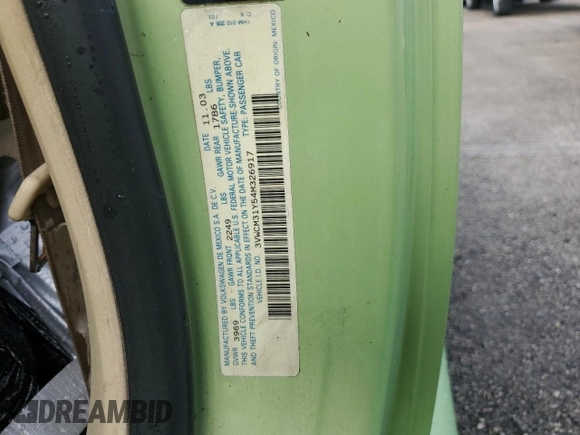 MANUFACTURED BY VOLKSWAGEN DE MEXICO S.A. DE C.V. DATE 11.03
GVWR 3969 LBS - GAWR FRONT 2249 LBS GAWR REAR 1786 LBS
THIS VEHICLE CONFORMS TO ALL APPLICABLE U.S. FEDERAL MOTOR VEHICLE SAFETY, BUMPER,
AND THEFT PREVENTION STANDARDS IN EFFECT ON THE DATE OF MANUFACTURE SHOWN ABOVE.
VEHICLE I.D. NO. 3VWCM31Y54M326917 TYPE: PASSENGER CAR
COUNTRY OF ORIGIN: MEXICO
DREAMBID